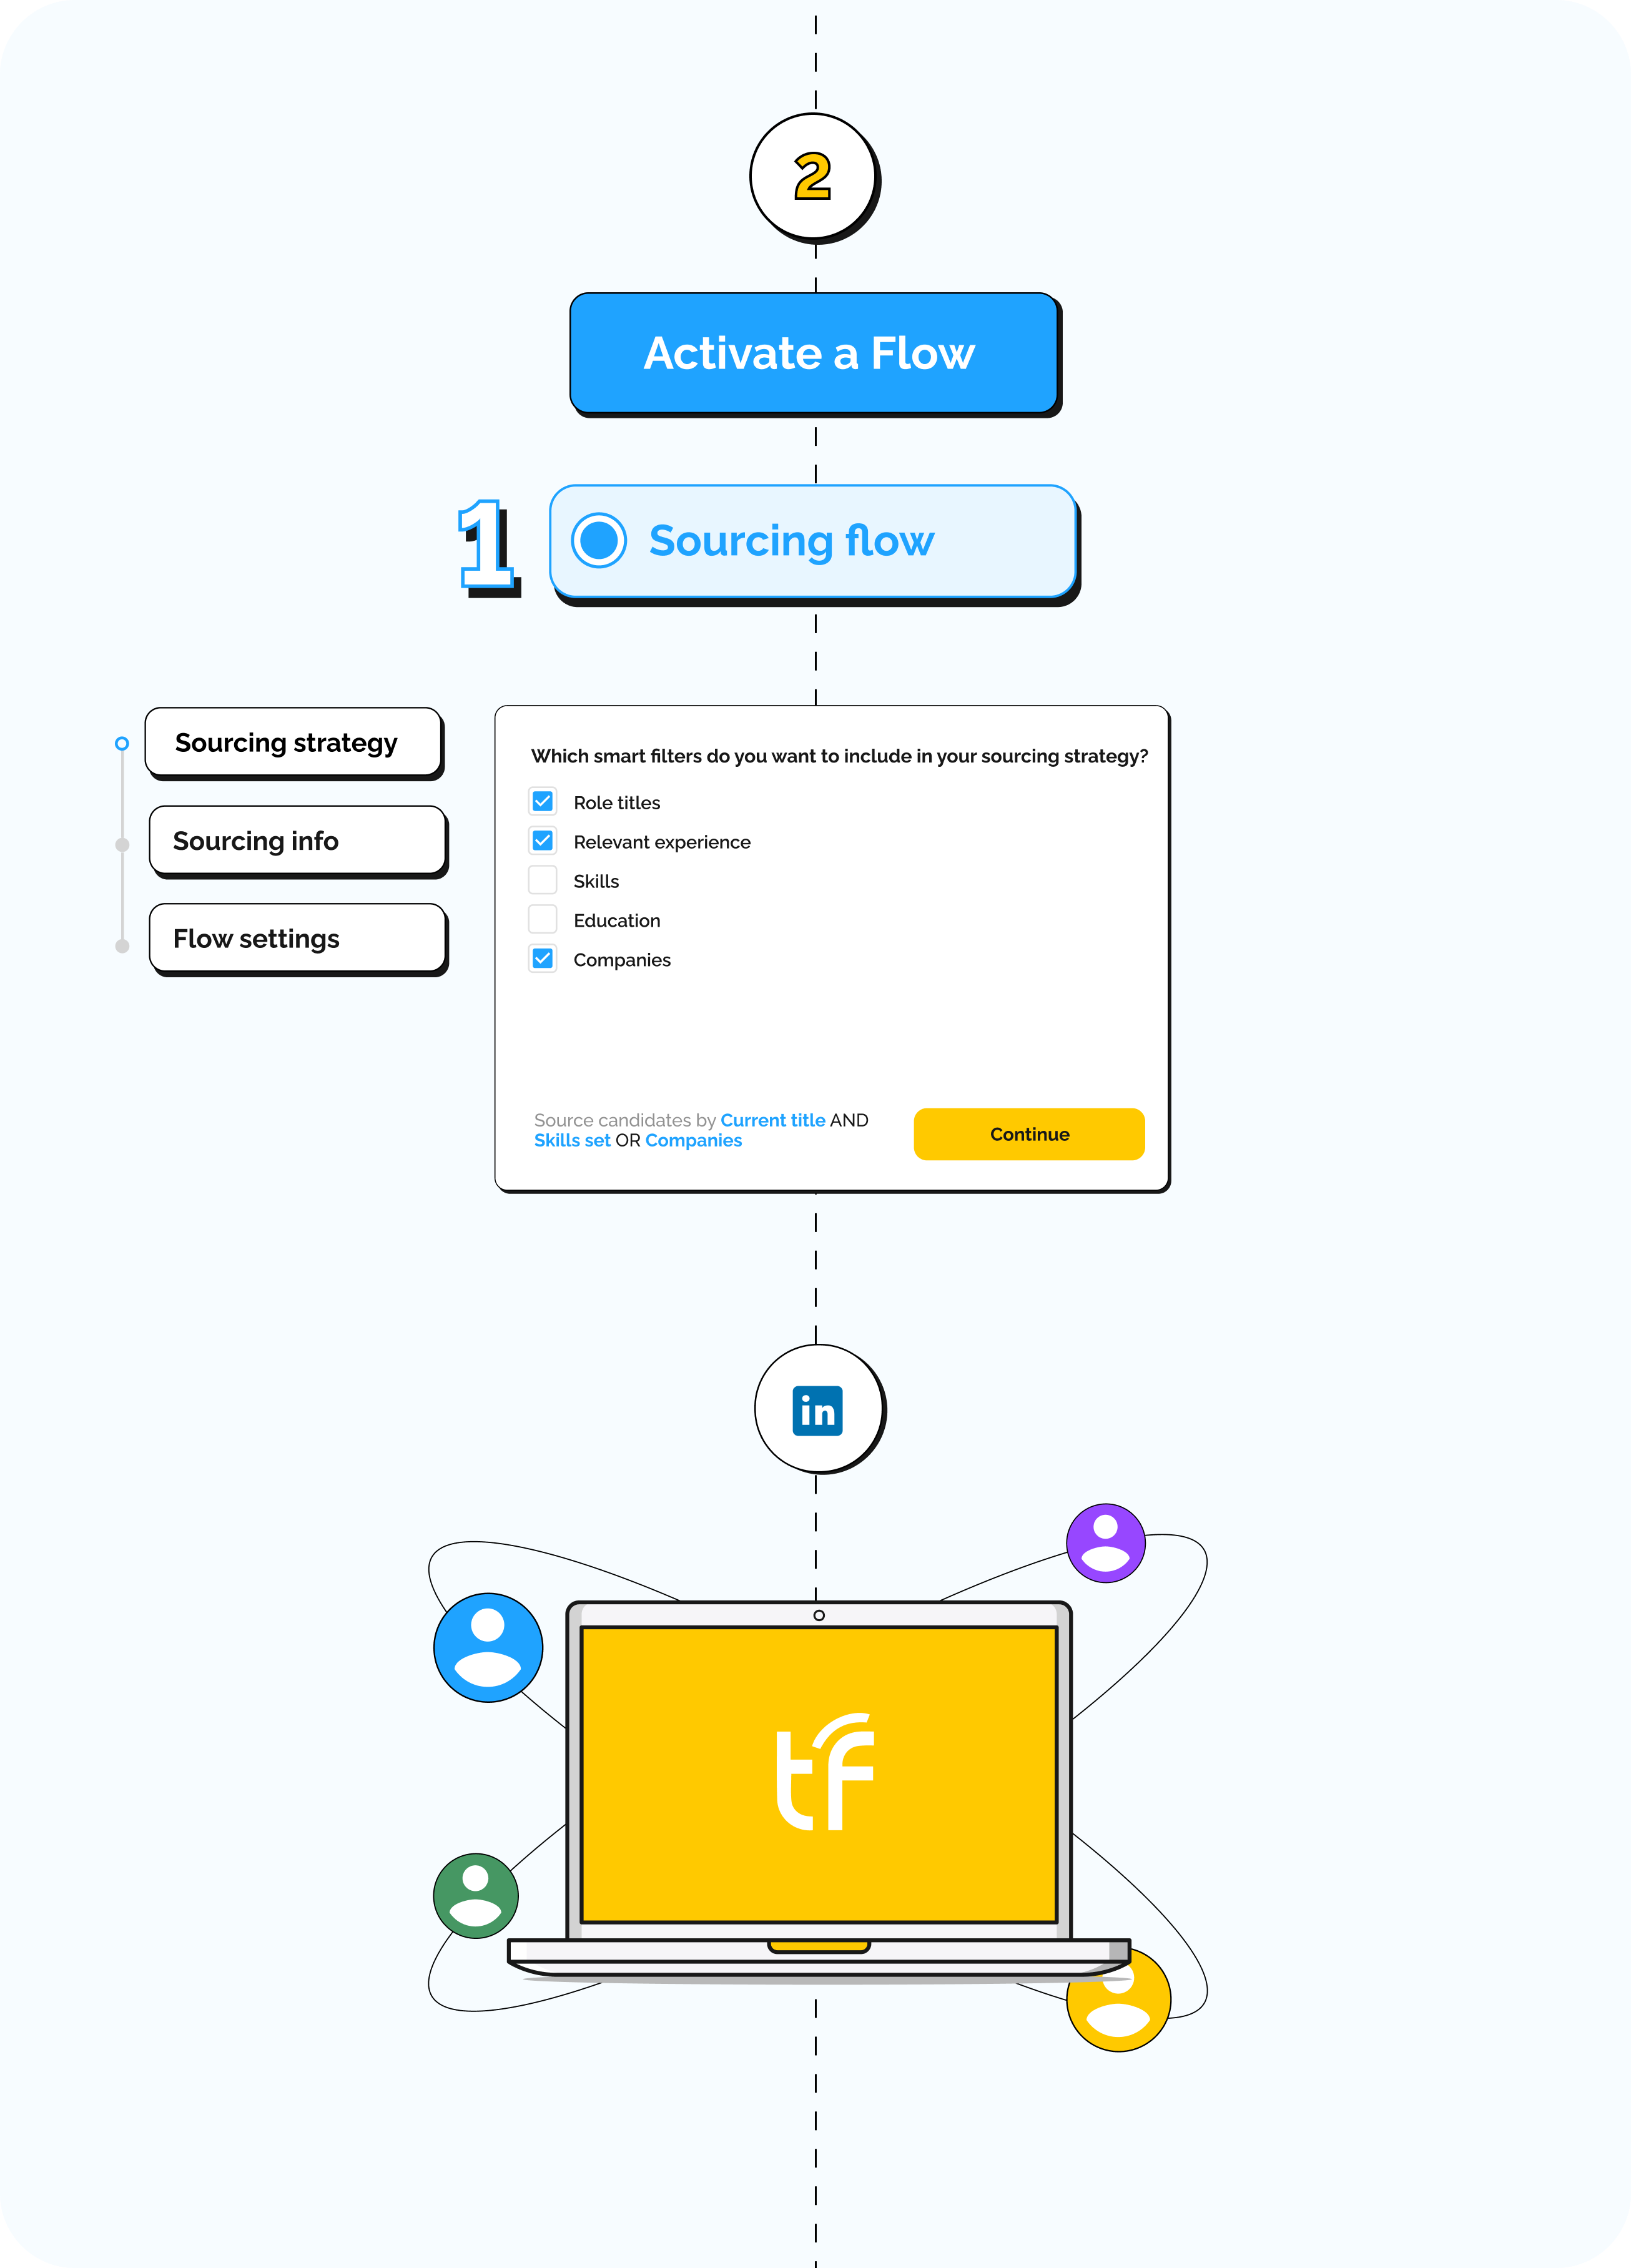 2
Activate a Flow
1
Sourcing flow
Sourcing strategy
Sourcing info
Flow settings
Which smart filters do you want to include in your sourcing strategy?
Role titles
Relevant experience
Skills
Education
Companies
Source candidates by Current title AND
Skills set OR Companies
Continue
in
tf